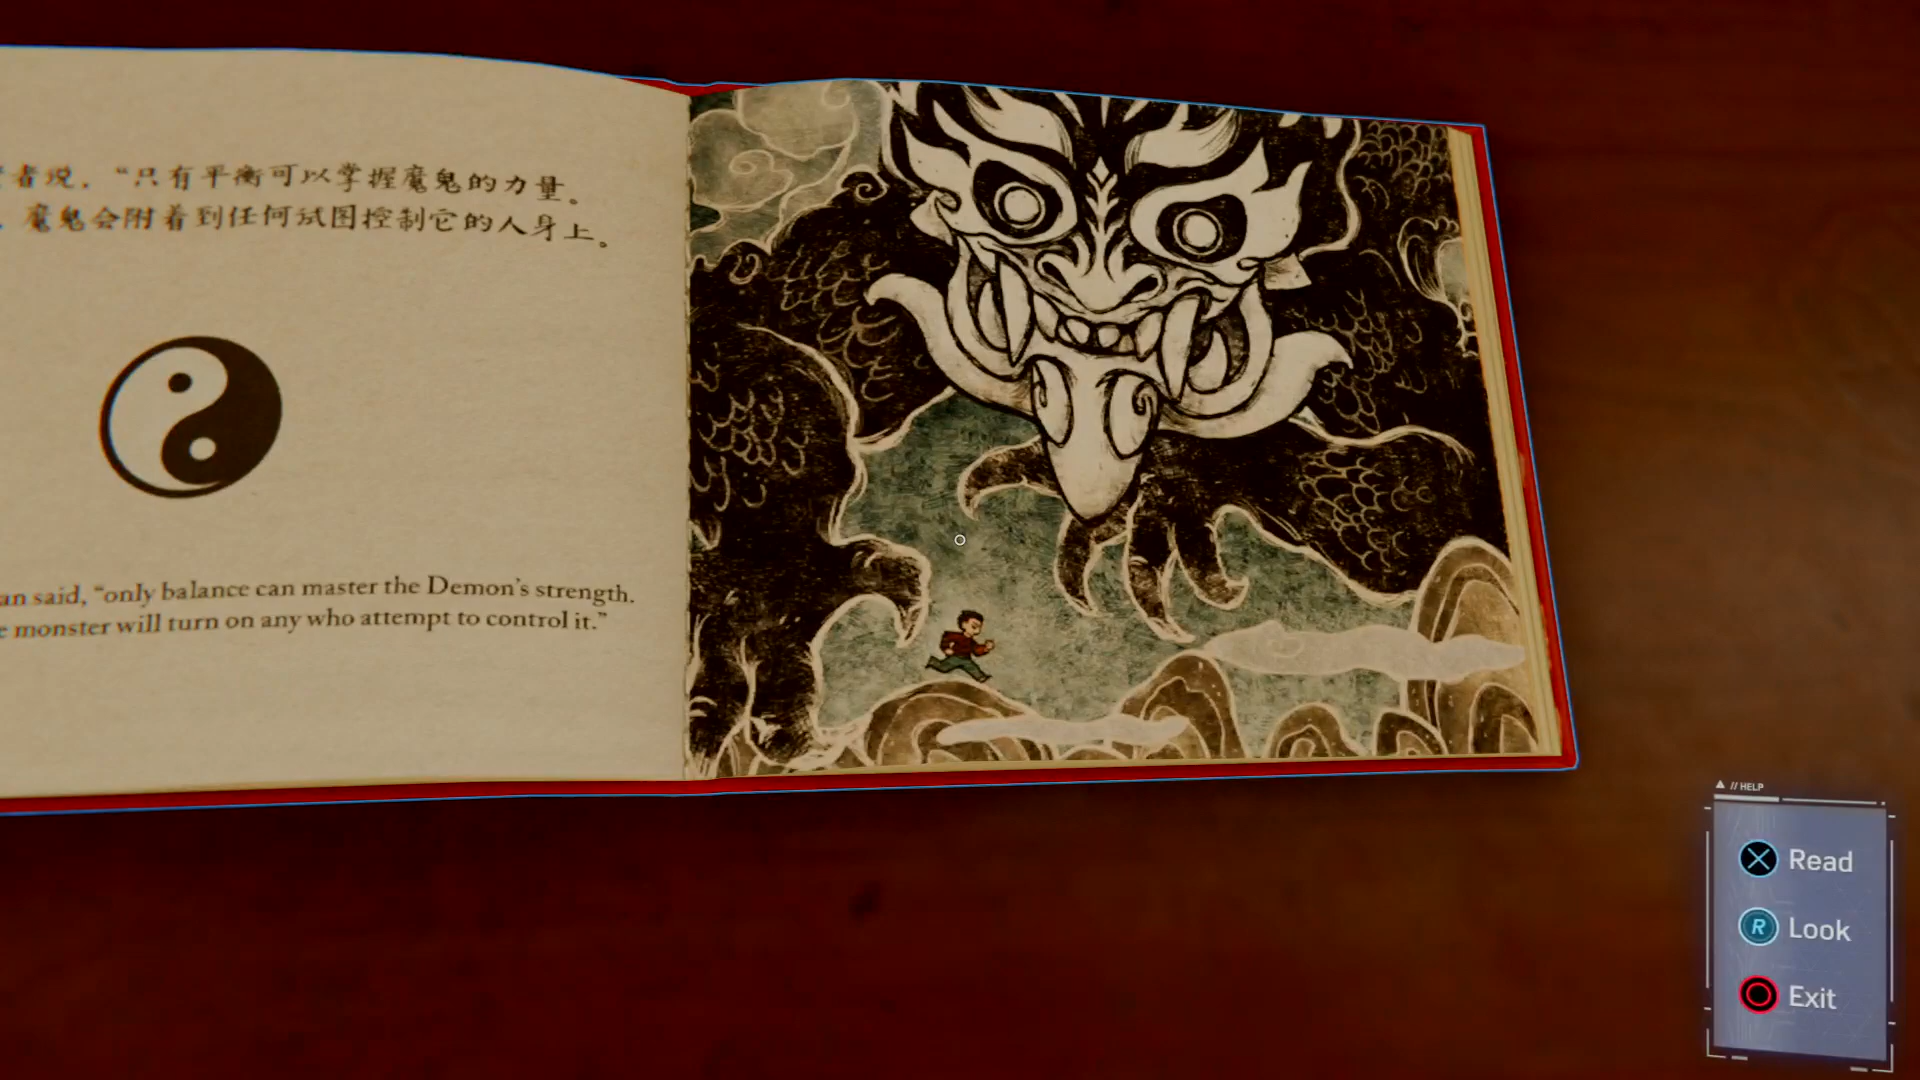 者说，“只有平衡可以掌握魔鬼的力量。
魔鬼会附着到任何试图控制它的人身上。
an said, “only balance can master the Demon’s strength.
e monster will turn on any who attempt to control it.”
// HELP
Read
R Look
Exit